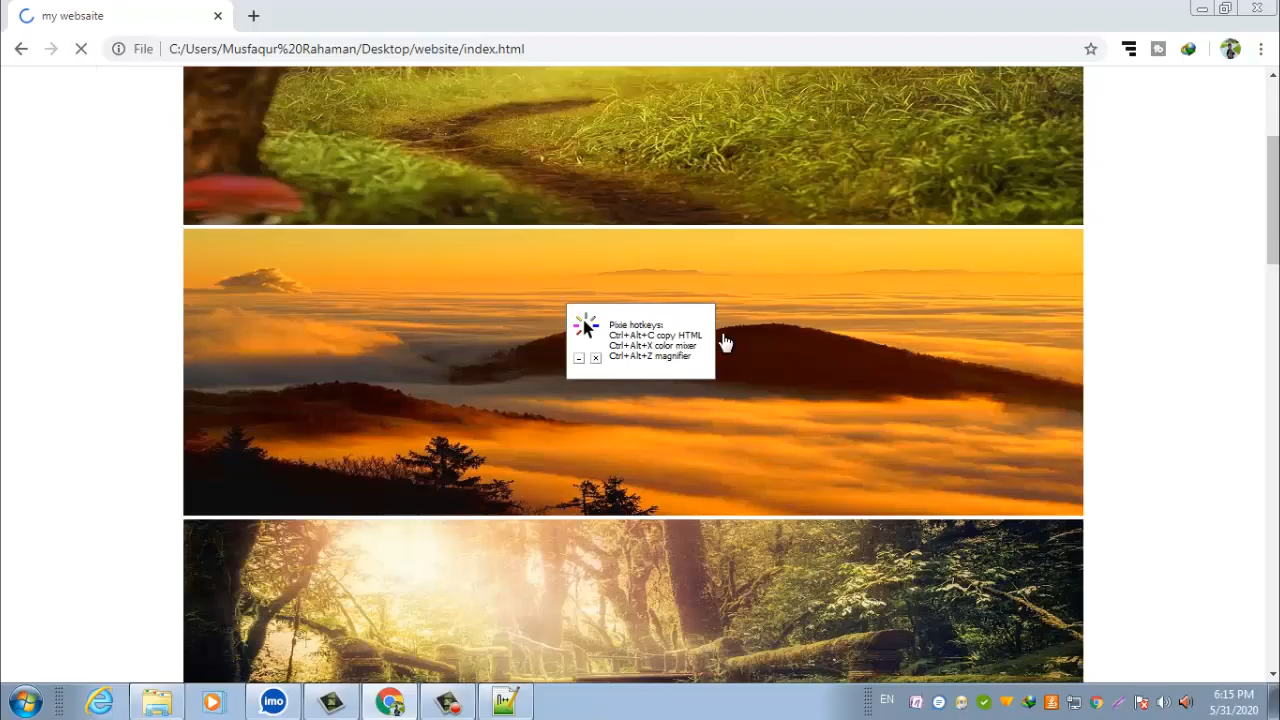 my websaite
File
C:/Users/Musfaqur%20Rahaman/Desktop/website/index.html
Pixie hotkeys:
Ctrl+Alt+C copy HTML
Ctrl+Alt+X color mixer
Ctrl+Alt+Z magnifier
imo
EN
6:15 PM
5/31/2020